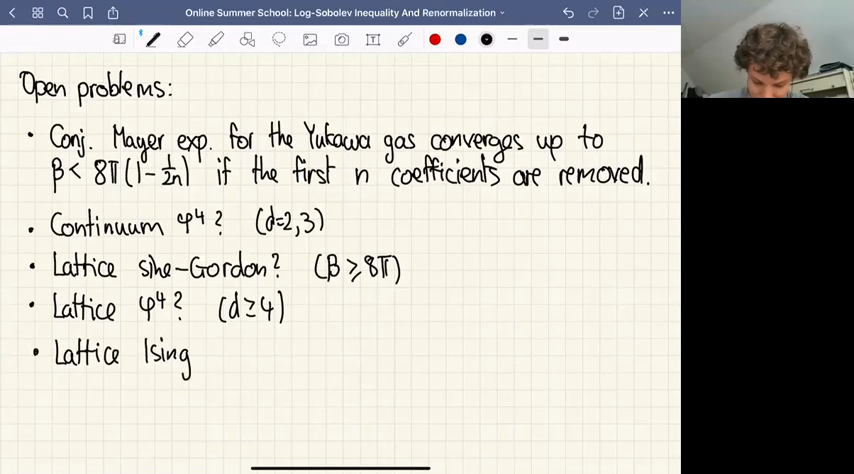 Online Summer School: Log-Sobolev Inequality And Renormalization
Open problems:
• Conj. Mayer exp. for the Yukawa gas converges up to
β < 8π(1 - 1/2n) if the first n coefficients are removed.
• Continuum φ⁴? (d=2,3)
• Lattice sine-Gordon? (β ≥ 8π)
• Lattice φ⁴? (d ≥ 4)
• Lattice Ising